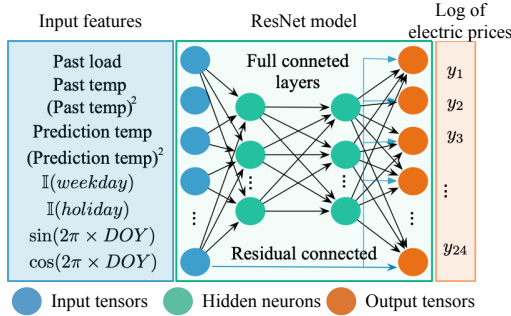 Input features
ResNet model
Log of
electric prices
Past load
Past temp
(Past temp)²
Prediction temp
(Prediction temp)²
𝕀(weekday)
𝕀(holiday)
sin(2π × DOY)
cos(2π × DOY)
...
Full conneted
layers
...
...
Residual connected
...
y₁
y₂
y₃
...
y₂₄
Input tensors
Hidden neurons
Output tensors